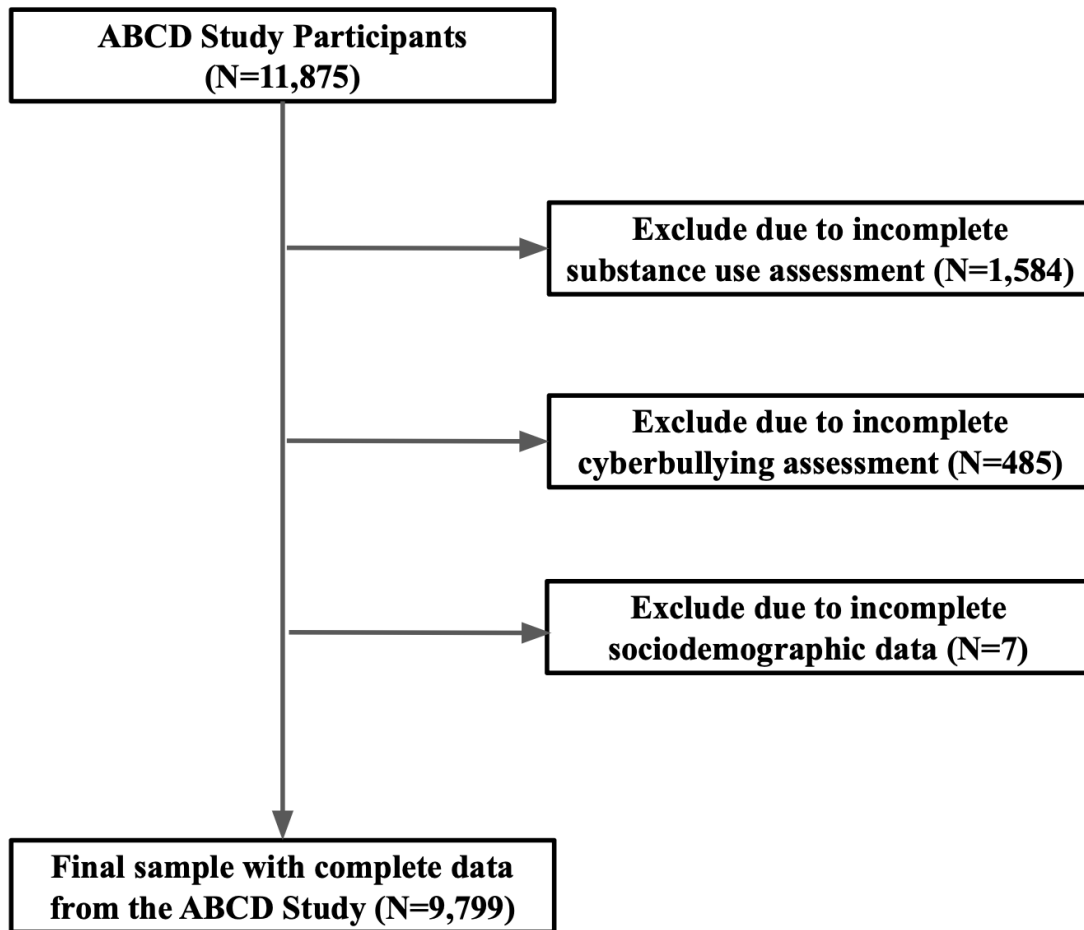 ABCD Study Participants
(N=11,875)
Exclude due to incomplete
substance use assessment (N=1,584)
Exclude due to incomplete
cyberbullying assessment (N=485)
Exclude due to incomplete
sociodemographic data (N=7)
Final sample with complete data
from the ABCD Study (N=9,799)